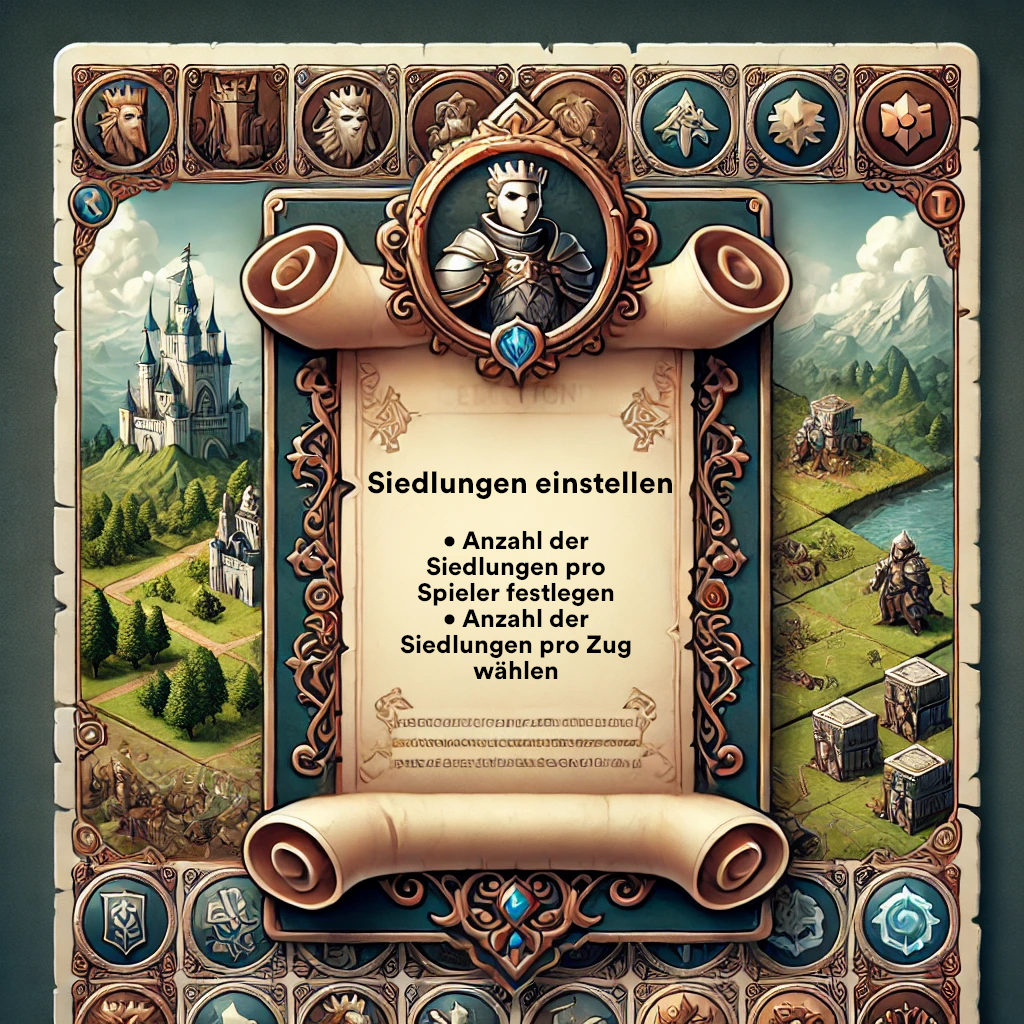 Siedlungen einstellen
• Anzahl der
Siedlungen pro
Spieler festlegen
• Anzahl der
Siedlungen pro Zug
wählen